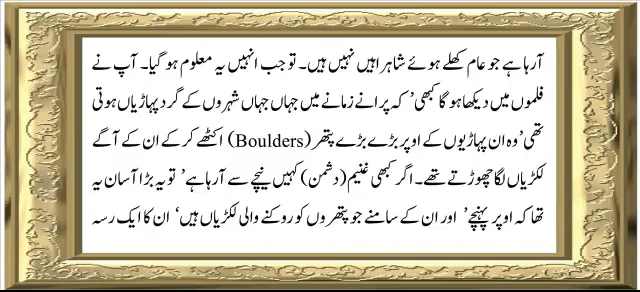 آرہا ہے جو عام کھلے ہوئے شاہراہیں نہیں ہیں۔ تو جب انہیں یہ معلوم ہو گیا۔ آپ نے
فلموں میں دیکھا ہو گا کبھی’ کہ پرانے زمانے میں جہاں جہاں شہروں کے گرد پہاڑیاں ہوتی
تھی’ وہ ان پہاڑیوں کے اوپر بڑے بڑے پتھر (Boulders) اکٹھے کر کے ان کے آگے
لکڑیاں لگا چھوڑتے تھے۔ اگر کبھی غنیم (دشمن) کہیں نیچے سے آرہا ہے’ تو یہ بڑا آسان یہ
تھا کہ اوپر پہنچے’ اور ان کے سامنے جو پتھروں کو روکنے والی لکڑیاں ہیں‘ ان کا ایک رسہ